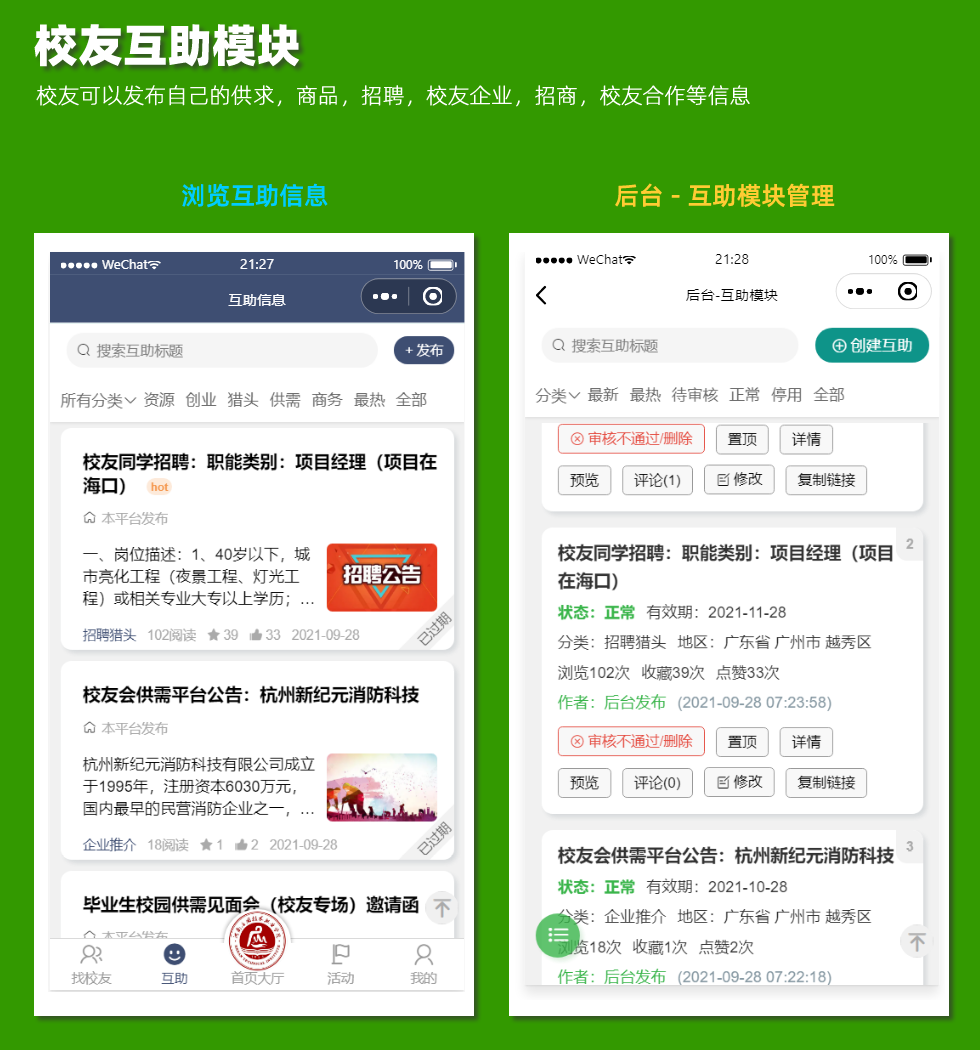 校友互助模块
校友可以发布自己的供求，商品，招聘，校友企业，招商，校友合作等信息
浏览互助信息
WeChat 21:27 100%
互助信息
搜索互助标题 + 发布
所有分类 资源 创业 猎头 供需 商务 最热 全部
校友同学招聘：职能类别：项目经理（项目在
海口） hot
本平台发布
一、岗位描述：1、40岁以下，城
市亮化工程（夜景工程、灯光工
程）或相关专业大专以上学历；...
招聘公告
招聘猎头 102阅读 39 33 2021-09-28
已过期
校友会供需平台公告：杭州新纪元消防科技
本平台发布
杭州新纪元消防科技有限公司成立
于1995年，注册资本6030万元，
国内最早的民营消防企业之一，...
企业推介 18阅读 1 2 2021-09-28
已过期
毕业生校园供需见面会（校友专场）邀请函
本平台发布
找校友 互助 首页大厅 活动 我的
后台 - 互助模块管理
WeChat 21:28 100%
后台-互助模块
搜索互助标题 创建互助
分类 最新 最热 待审核 正常 停用 全部
审核不通过/删除 置顶 详情
预览 评论(1) 修改 复制链接
2
校友同学招聘：职能类别：项目经理（项目
在海口）
状态：正常 有效期：2021-11-28
分类：招聘猎头 地区：广东省 广州市 越秀区
浏览102次 收藏39次 点赞33次
作者：后台发布 (2021-09-28 07:23:58)
审核不通过/删除 置顶 详情
预览 评论(0) 修改 复制链接
3
校友会供需平台公告：杭州新纪元消防科技
状态：正常 有效期：2021-10-28
分类：企业推介 地区：广东省 广州市 越秀区
浏览18次 收藏1次 点赞2次
作者：后台发布 (2021-09-28 07:22:18)